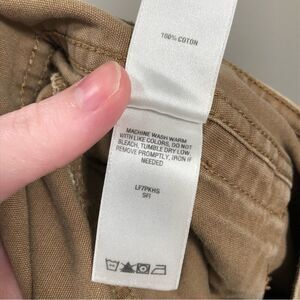 100% COTTON
MACHINE WASH WARM
WITH LIKE COLORS, DO NOT
BLEACH, TUMBLE DRY LOW,
REMOVE PROMPTLY, IRON IF
NEEDED
LF7PKHS
SFI